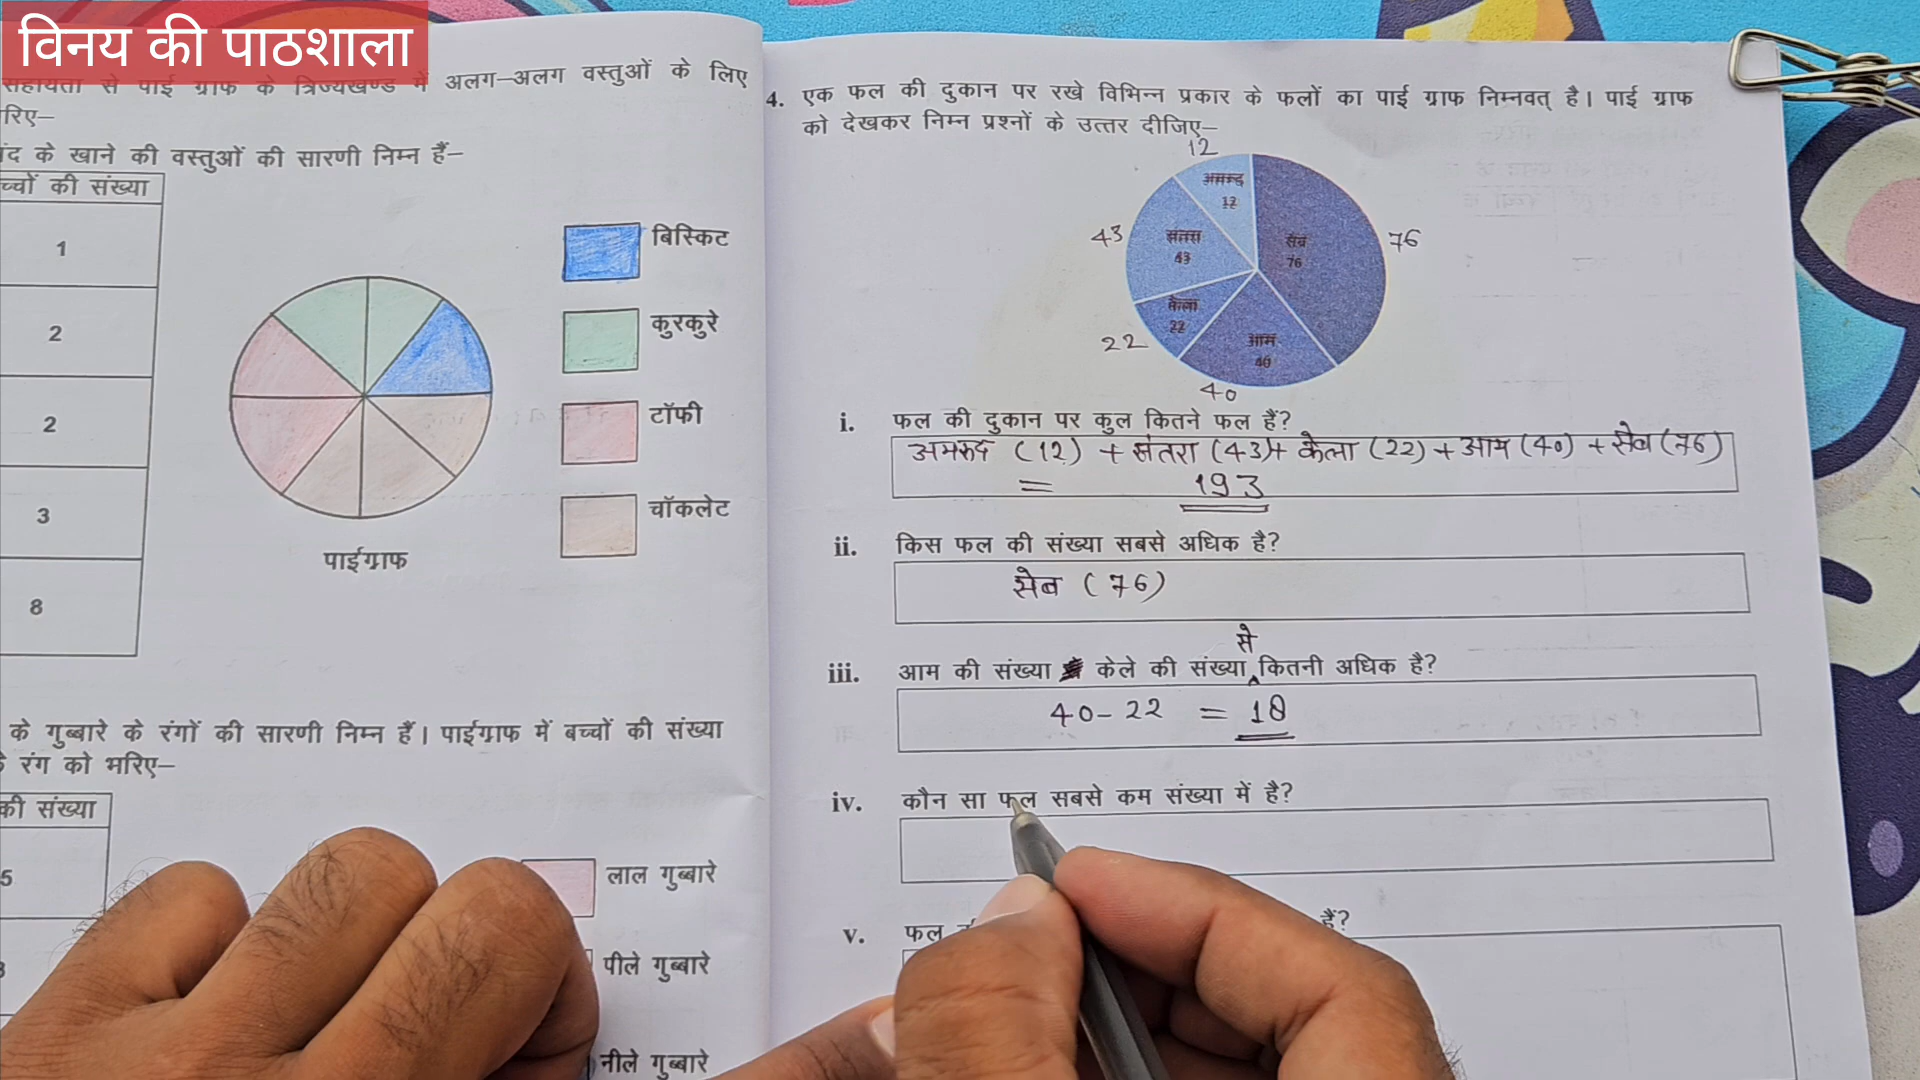 विनय की पाठशाला
सहायता से पाई ग्राफ के त्रिज्यखण्ड में अलग–अलग वस्तुओं के लिए
रिए–
ंद के खाने की वस्तुओं की सारणी निम्न हैं–
च्चों की संख्या
1
2
2
3
8
बिस्किट
कुरकुरे
टॉफी
चॉकलेट
पाईग्राफ
के गुब्बारे के रंगों की सारणी निम्न हैं। पाईग्राफ में बच्चों की संख्या
रंग को भरिए–
की संख्या
5
लाल गुब्बारे
पीले गुब्बारे
नीले गुब्बारे
4. एक फल की दुकान पर रखे विभिन्न प्रकार के फलों का पाई ग्राफ निम्नवत् है। पाई ग्राफ
को देखकर निम्न प्रश्नों के उत्तर दीजिए–
12
अमरूद
12
43
संतरा
43
सेब
76
76
केला
22
22
आम
40
40
i. फल की दुकान पर कुल कितने फल हैं?
अमरूद (12) + संतरा (43)+ केला (22) + आम (40) + सेब (76)
= 193
ii. किस फल की संख्या सबसे अधिक है?
सेब (76)
से
iii. आम की संख्या केले की संख्या कितनी अधिक है?
40 – 22 = 18
iv. कौन सा फल सबसे कम संख्या में है?
v. फल
हैं?